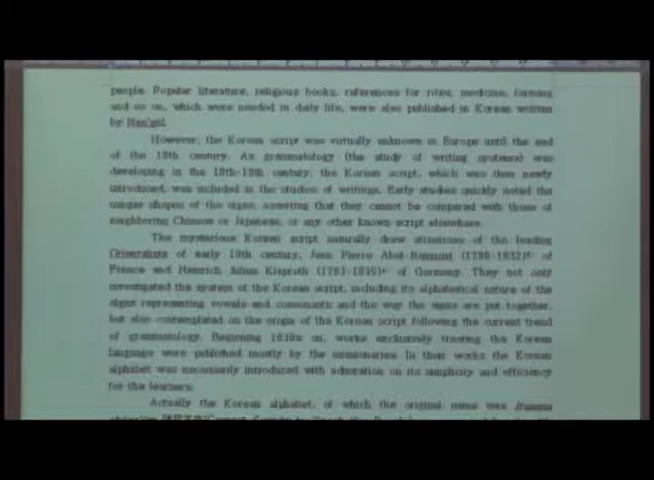 people. Popular literature, religious books, references for rites, medicine, farming
and so on, which were needed in daily life, were also published in Korean written
by Han'gŭl.
However, the Korean script was virtually unknown in Europe until the end
of the 18th century. As grammatology (the study of writing systems) was
developing in the 18th-19th century, the Korean script, which was then newly
introduced, was included in the studies of writings. Early studies quickly noted the
unique shapes of the signs, asserting that they cannot be compared with those of
neighboring Chinese or Japanese, or any other known script elsewhere.
The mysterious Korean script naturally drew attentions of the leading
Orientalists of early 19th century, Jean Pierre Abel-Remusat (1788-1832) of
France and Heinrich Julius Klaproth (1783-1835) of Germany. They not only
investigated the system of the Korean script, including its alphabetical nature of the
signs representing vowels and consonants and the way the signs are put together,
but also contemplated on the origin of the Korean script following the current trend
of grammatology. Beginning 1820s on, works exclusively treating the Korean
language were published mostly by the missionaries. In their works the Korean
alphabet was necessarily introduced with admiration on its simplicity and efficiency
for the learners.
Actually the Korean alphabet, of which the original name was